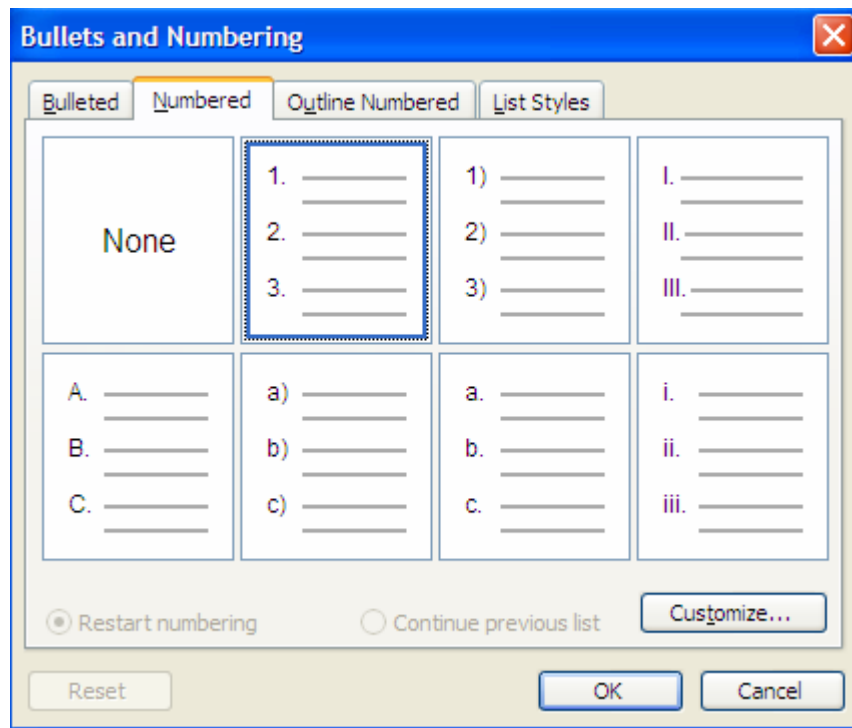 Bullets and Numbering
Bulleted Numbered Outline Numbered List Styles
None
1.
2.
3.
1)
2)
3)
I.
II.
III.
A.
B.
C.
a)
b)
c)
a.
b.
c.
i.
ii.
iii.
Restart numbering Continue previous list Customize...
Reset OK Cancel